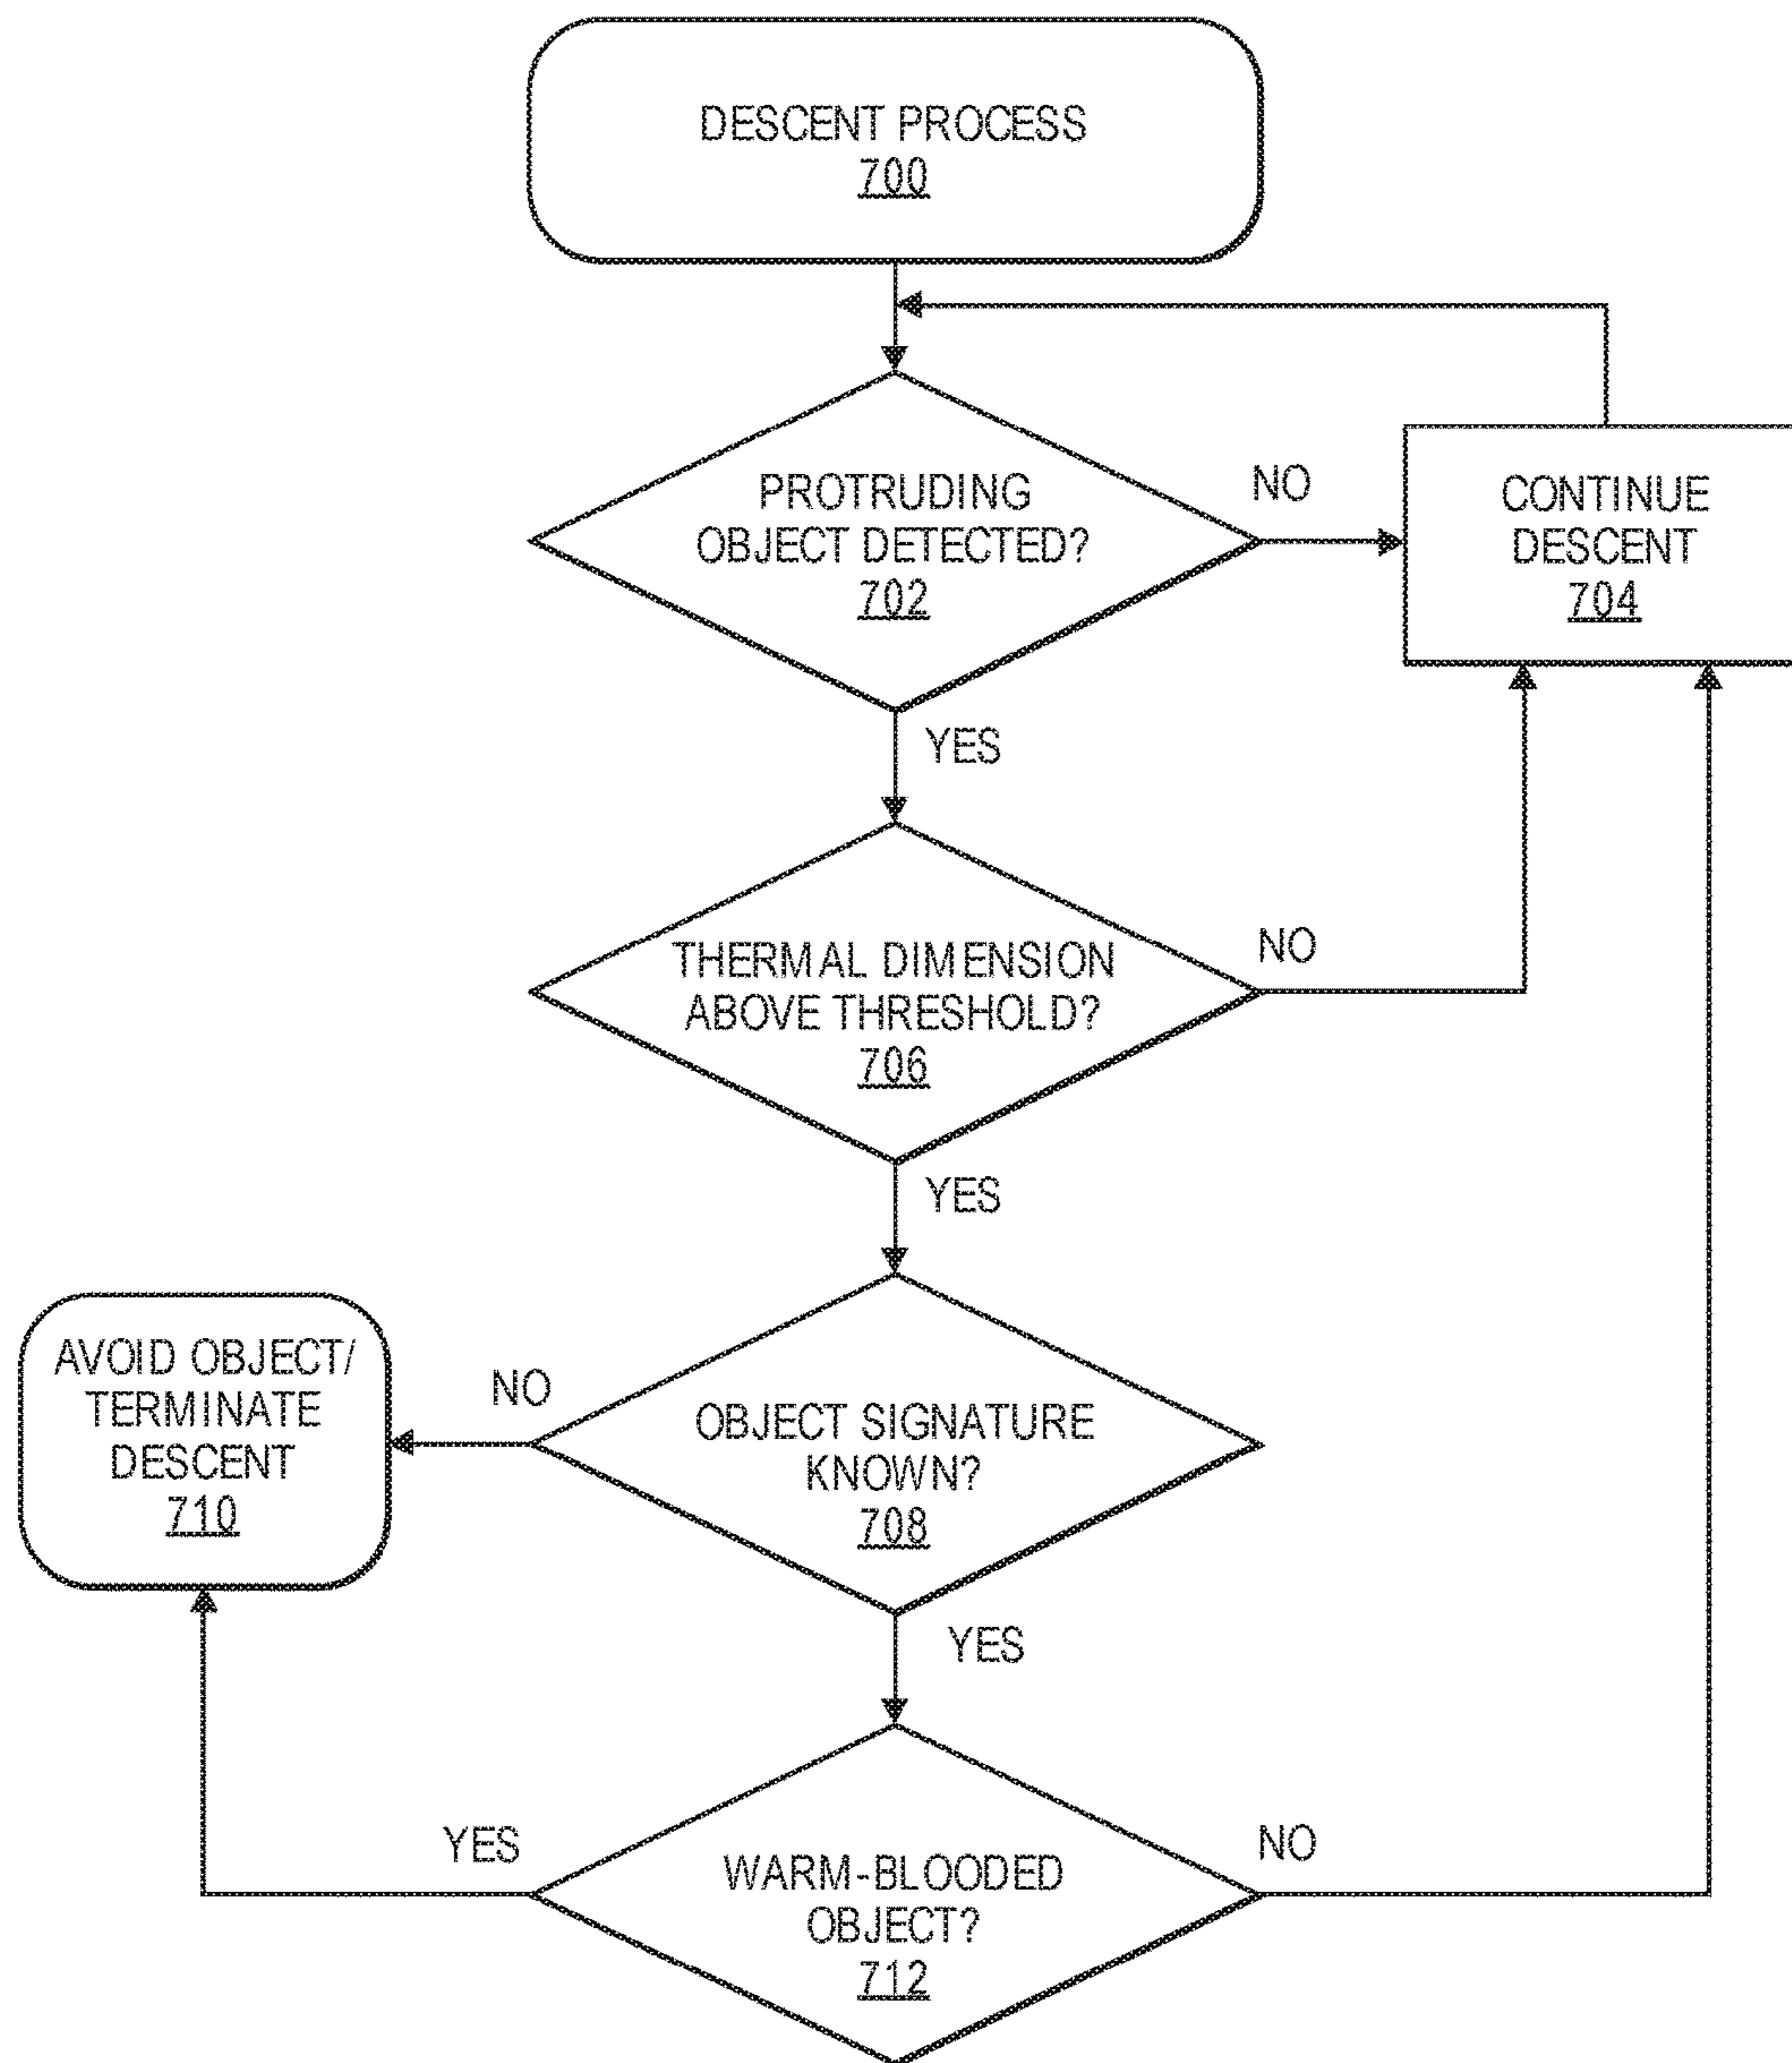 DESCENT PROCESS
700
PROTRUDING
OBJECT DETECTED?
702
NO
CONTINUE
DESCENT
704
YES
THERMAL DIMENSION
ABOVE THRESHOLD?
706
NO
YES
AVOID OBJECT/
TERMINATE
DESCENT
710
NO
OBJECT SIGNATURE
KNOWN?
708
YES
YES
WARM-BLOODED
OBJECT?
712
NO